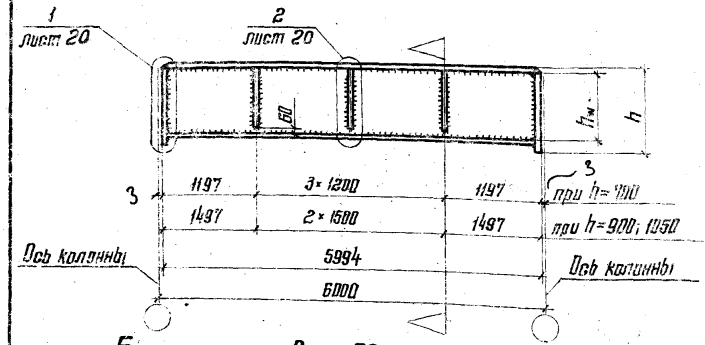 1
лист 20
2
лист 20
60
hw
h
3
1197
3×1200
1197
3
при h=700
1497
2×1500
1497
при h=900; 1050
Ось колонны
5994
Ось колонны
6000